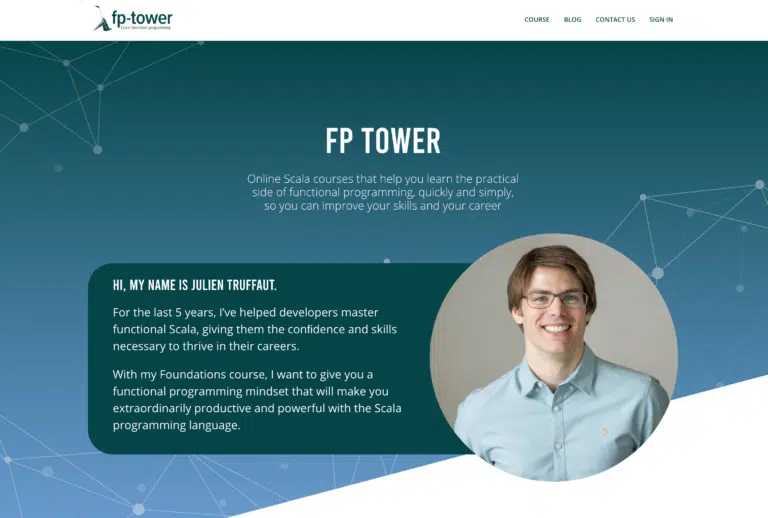 fp-tower
COURSE BLOG CONTACT US SIGN IN
FP TOWER
Online Scala courses that help you learn the practical
side of functional programming, quickly and simply,
so you can improve your skills and your career
HI, MY NAME IS JULIEN TRUFFAUT.
For the last 5 years, I've helped developers master
functional Scala, giving them the confidence and skills
necessary to thrive in their careers.
With my Foundations course, I want to give you a
functional programming mindset that will make you
extraordinarily productive and powerful with the Scala
programming language.